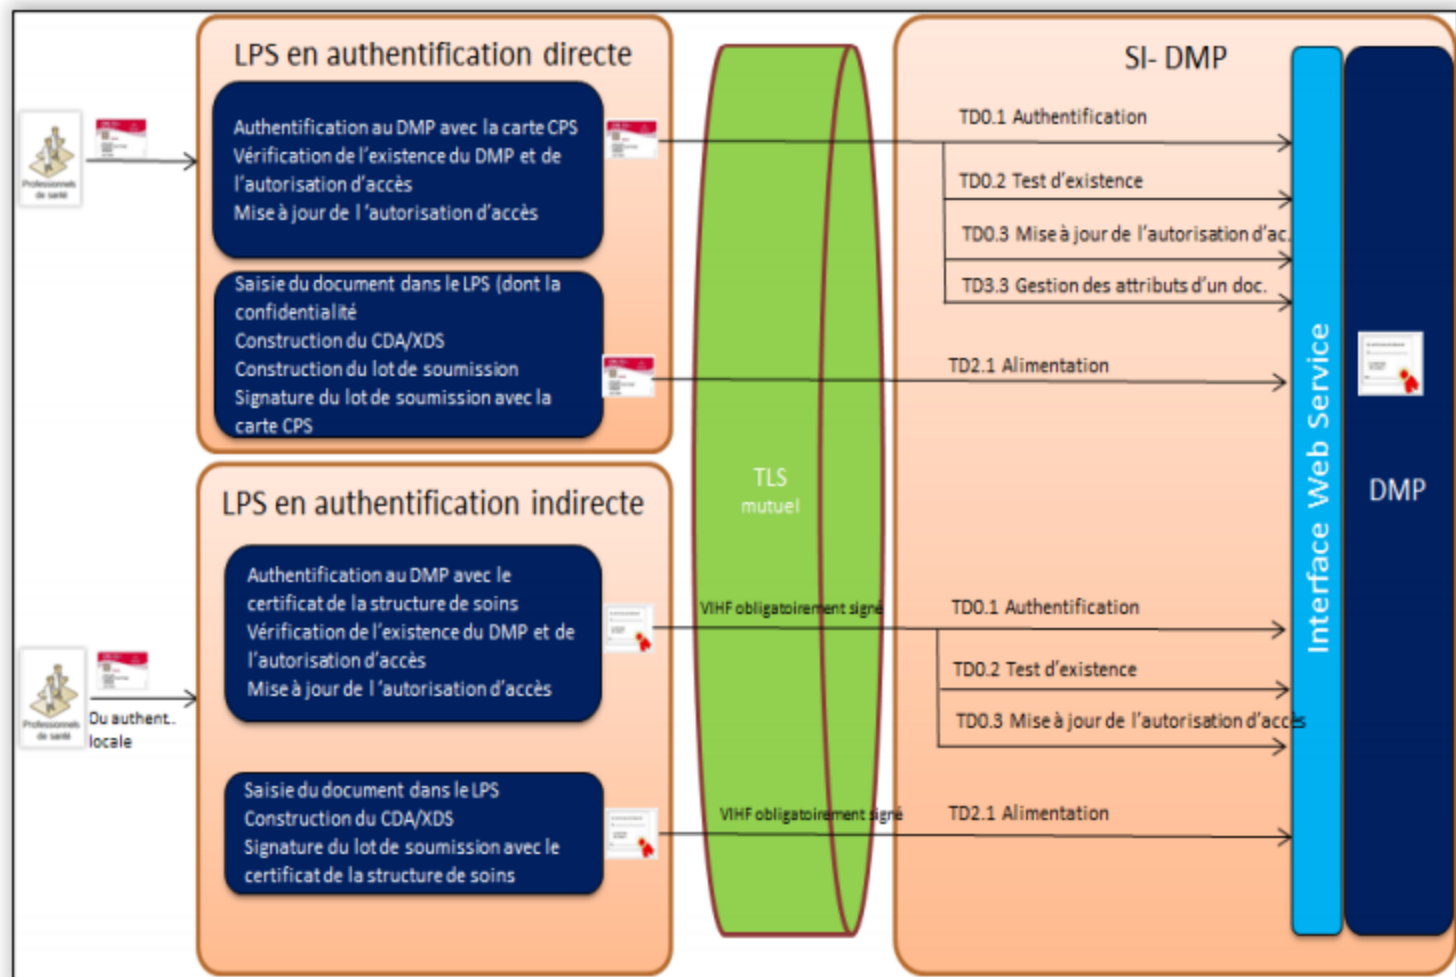 LPS en authentification directe
Professionnels
de santé
Authentification au DMP avec la carte CPS
Vérification de l'existence du DMP et de
l'autorisation d'accès
Mise à jour de l 'autorisation d'accès
Saisie du document dans le LPS (dont la
confidentialité
Construction du CDA/XDS
Construction du lot de soumission
Signature du lot de soumission avec la
carte CPS
LPS en authentification indirecte
Professionnels
de santé
Ou authent..
locale
Authentification au DMP avec le
certificat de la structure de soins
Vérification de l'existence du DMP et de
l'autorisation d'accès
Mise à jour de l 'autorisation d'accès
Saisie du document dans le LPS
Construction du CDA/XDS
Signature du lot de soumission avec le
certificat de la structure de soins
TLS
mutuel
VIHF obligatoirement signé
VIHF obligatoirement signé
SI- DMP
TD0.1 Authentification
TD0.2 Test d'existence
TD0.3 Mise à jour de l'autorisation d'ac.
TD3.3 Gestion des attributs d'un doc.
TD2.1 Alimentation
TD0.1 Authentification
TD0.2 Test d'existence
TD0.3 Mise à jour de l'autorisation d'accès
TD2.1 Alimentation
Interface Web Service
DMP